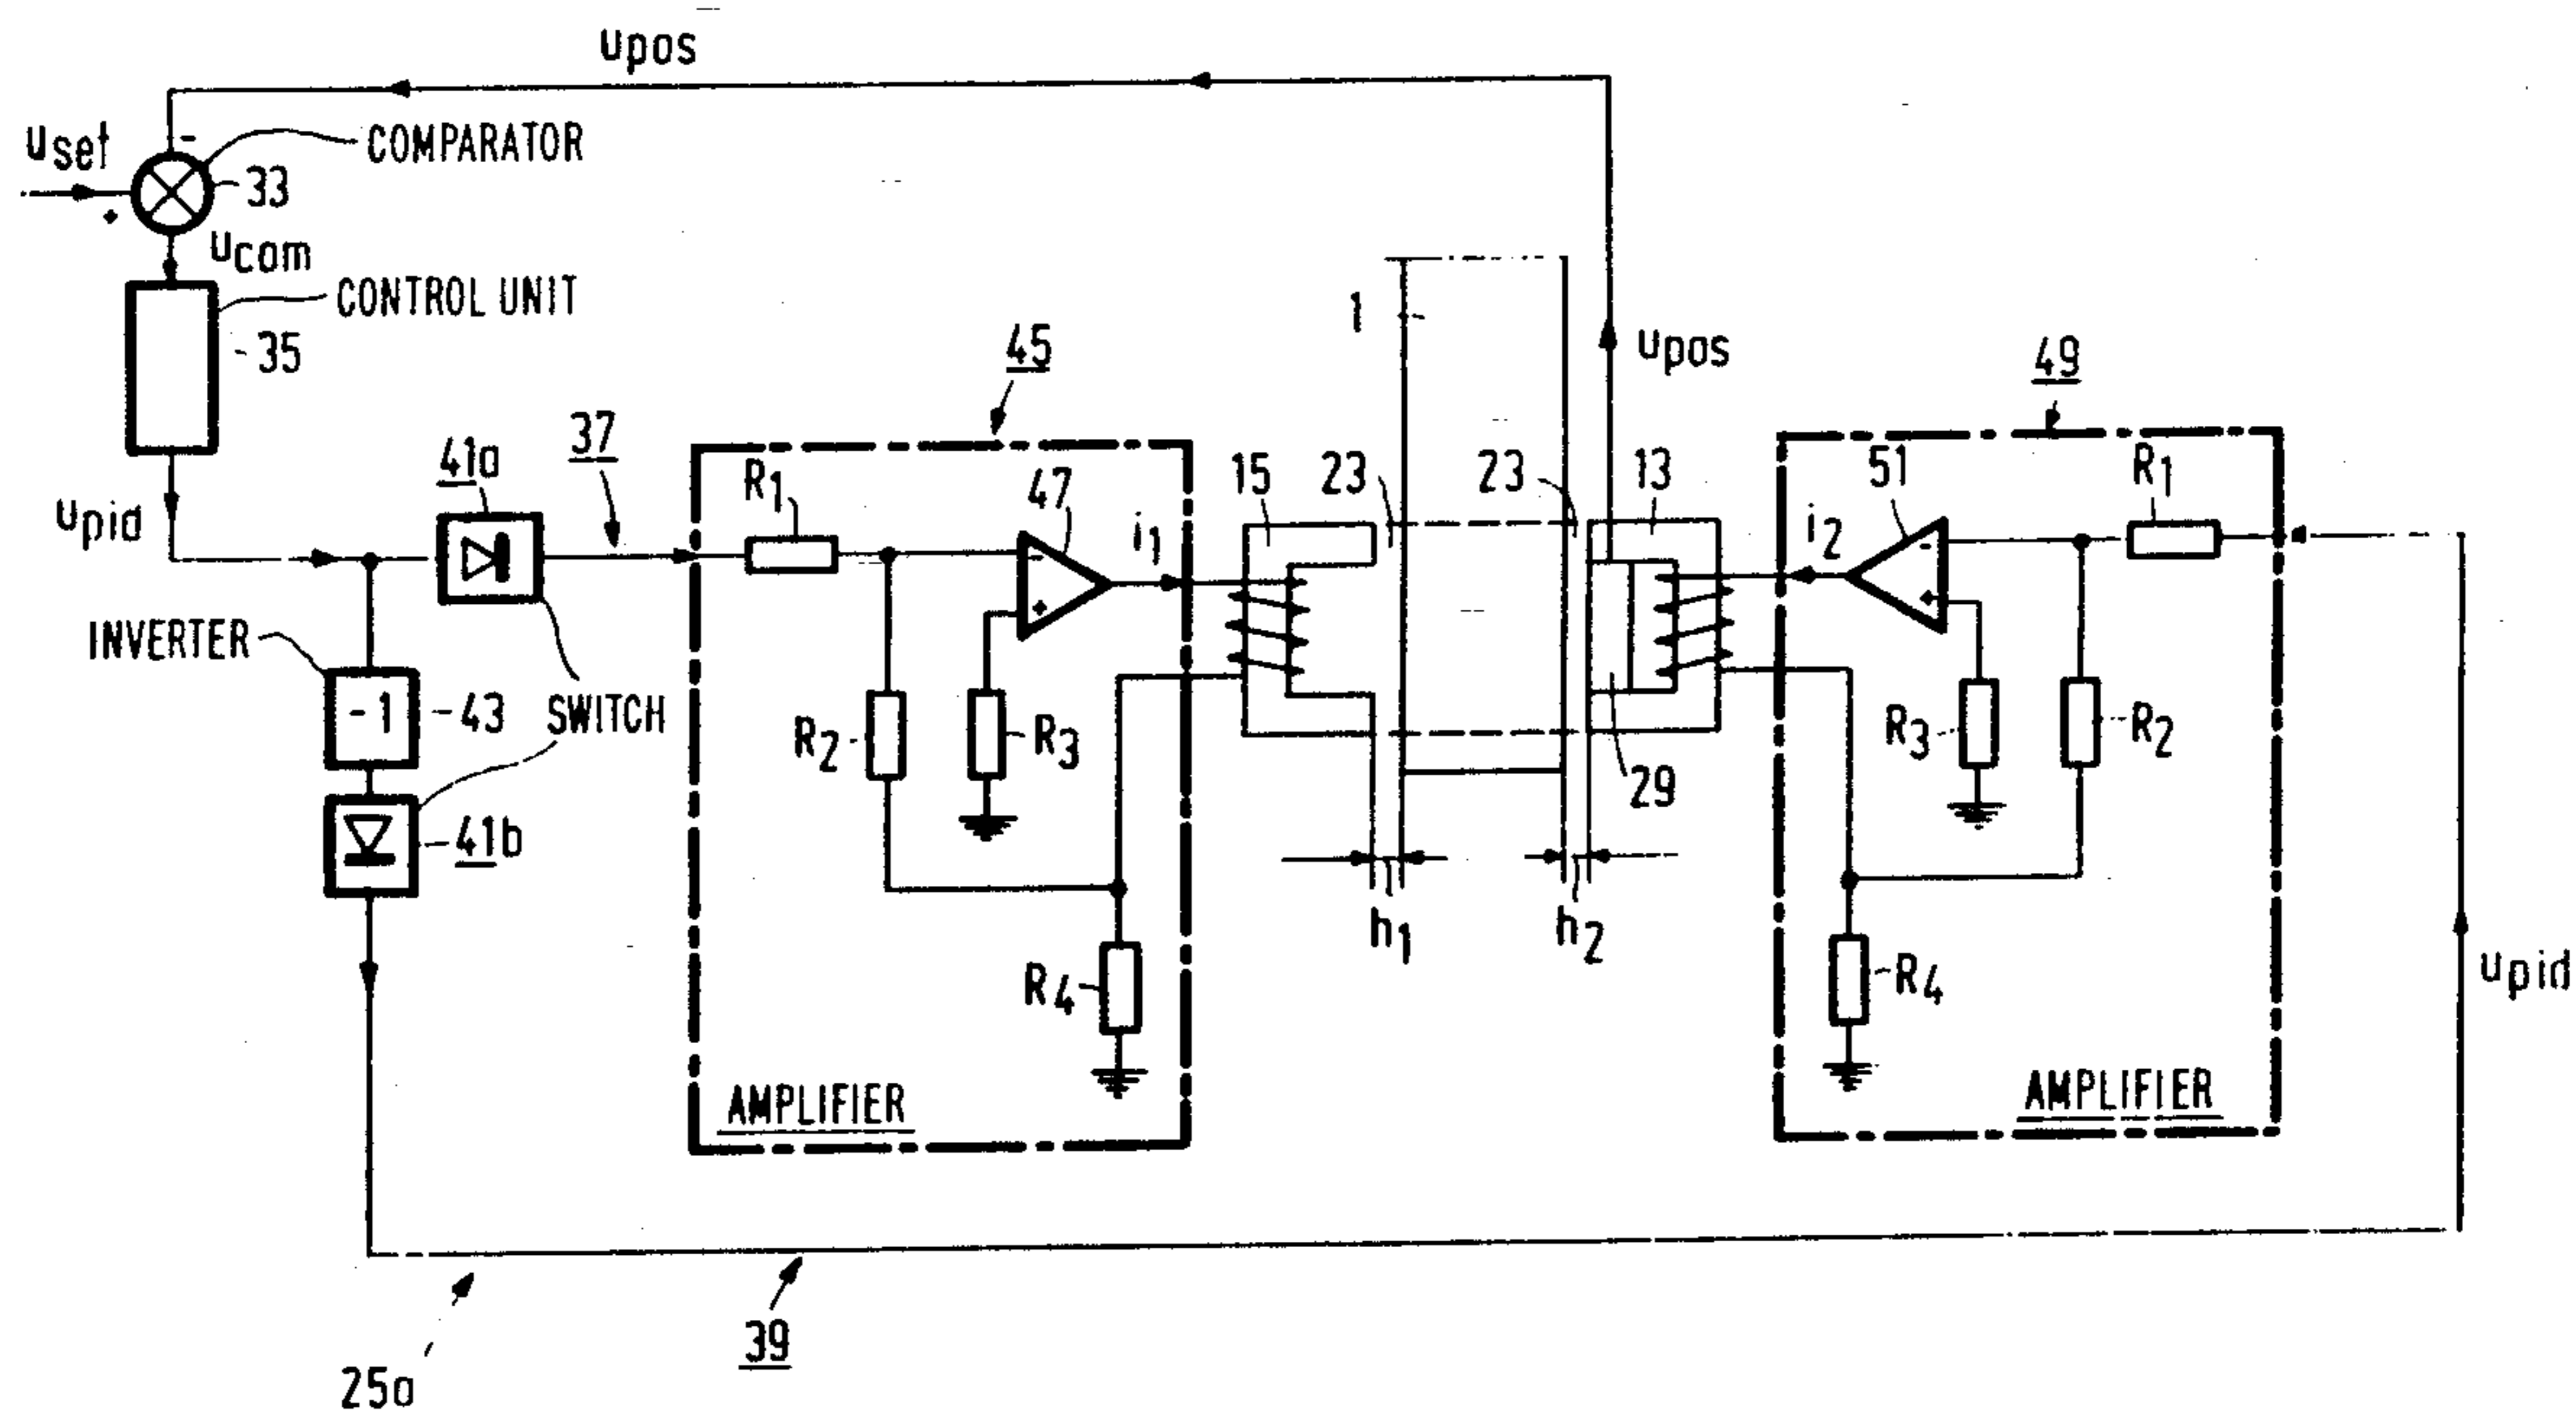 upos
uset
-
COMPARATOR
33
+
ucom
CONTROL UNIT
35
1
upos
45
49
37
41a
R1
47
15
23
23
13
51
R1
upid
i1
i2
-
-
+
+
INVERTER
-1
43
SWITCH
R2
R3
R3
R2
29
41b
h1
h2
R4
R4
upid
AMPLIFIER
AMPLIFIER
39
25a